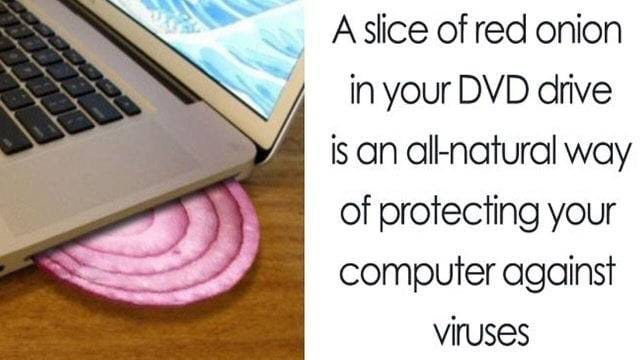 A slice of red onion
in your DVD drive
is an all-natural way
of protecting your
computer against
viruses